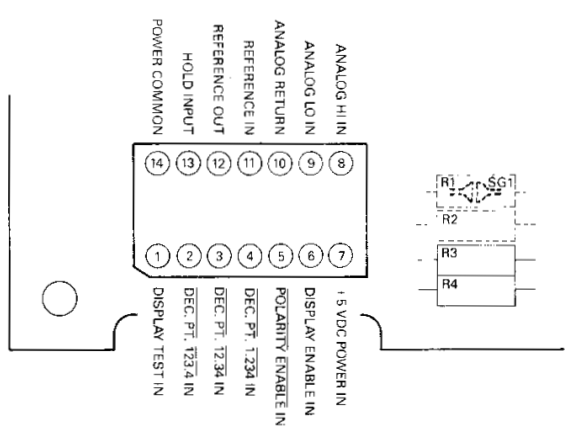 POWER COMMON
HOLD INPUT
REFERENCE OUT
REFERENCE IN
ANALOG RETURN
ANALOG LO IN
ANALOG HI IN
14 13 12 11 10 9 8
1 2 3 4 5 6 7
DISPLAY TEST IN
DEC. PT. 123.4 IN
DEC. PT. 12.34 IN
DEC. PT. 1.234 IN
POLARITY ENABLE IN
DISPLAY ENABLE IN
+5 VDC POWER IN
R1 SG1
R2
R3
R4